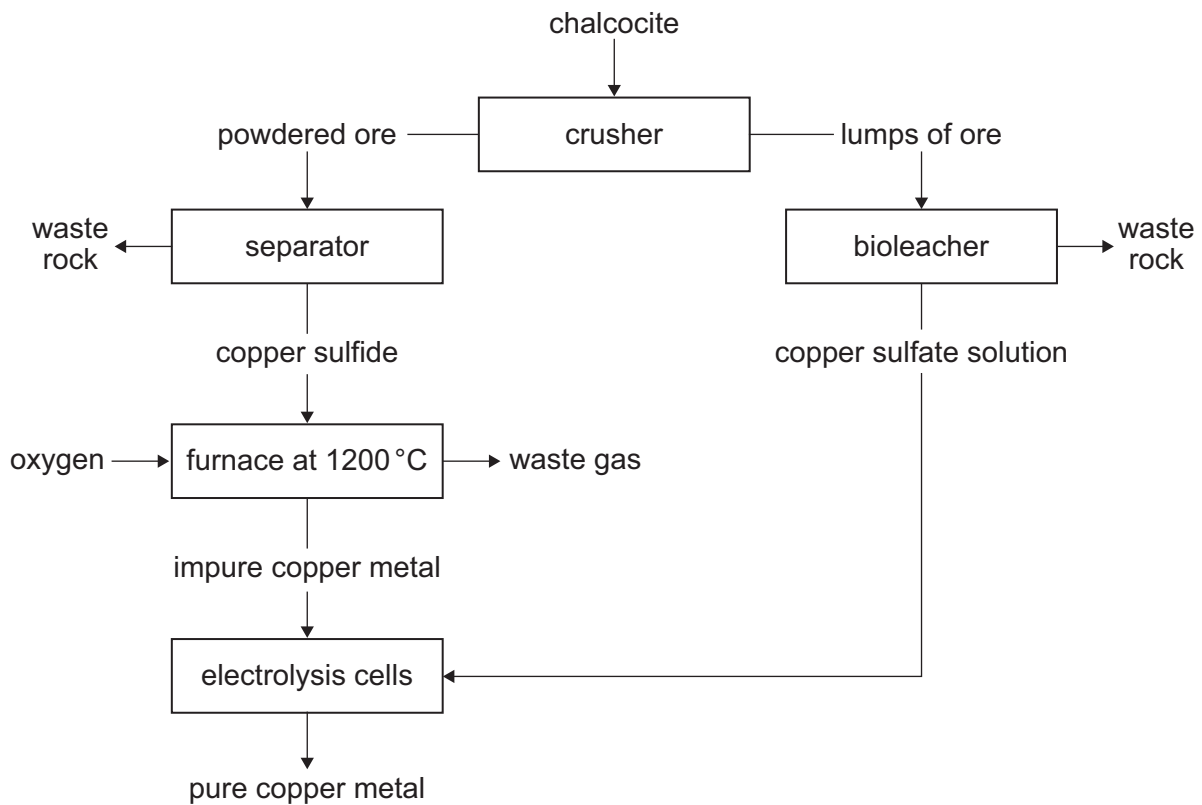 chalcocite
powdered ore
crusher
lumps of ore
waste
rock
separator
bioleacher
waste
rock
copper sulfide
copper sulfate solution
oxygen
furnace at 1200 °C
waste gas
impure copper metal
electrolysis cells
pure copper metal